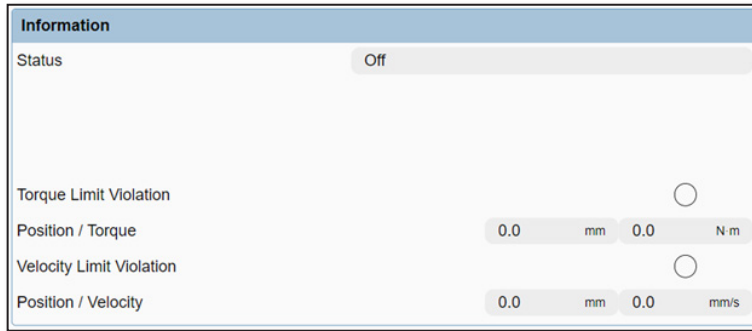 Information
Status Off
Torque Limit Violation
Position / Torque 0.0 mm 0.0 N·m
Velocity Limit Violation
Position / Velocity 0.0 mm 0.0 mm/s